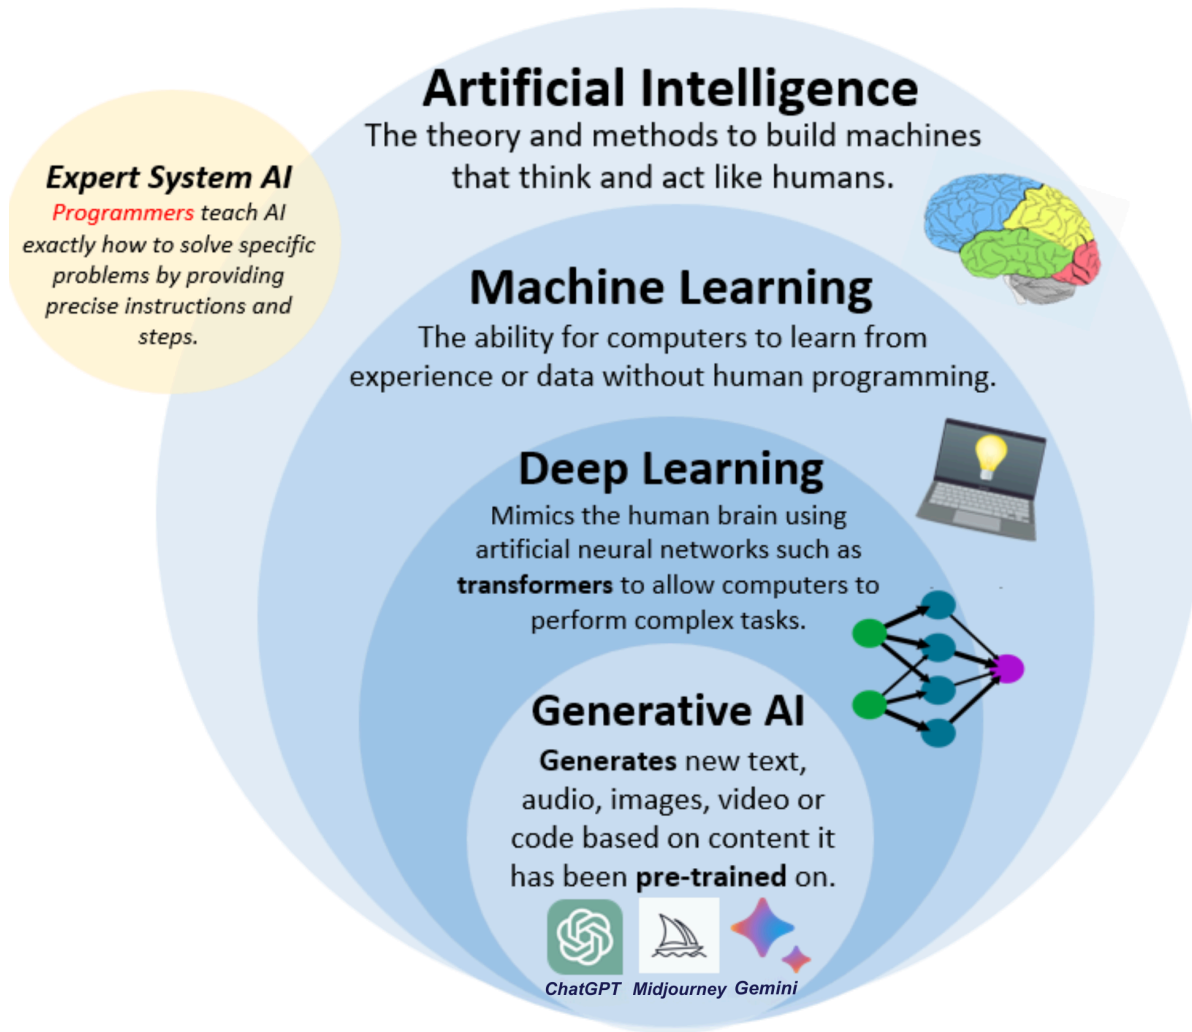 Artificial Intelligence
The theory and methods to build machines
that think and act like humans.
Expert System AI
Programmers teach AI
exactly how to solve specific
problems by providing
precise instructions and
steps.
Machine Learning
The ability for computers to learn from
experience or data without human programming.
Deep Learning
Mimics the human brain using
artificial neural networks such as
transformers to allow computers to
perform complex tasks.
Generative AI
Generates new text,
audio, images, video or
code based on content it
has been pre-trained on.
ChatGPT Midjourney Gemini